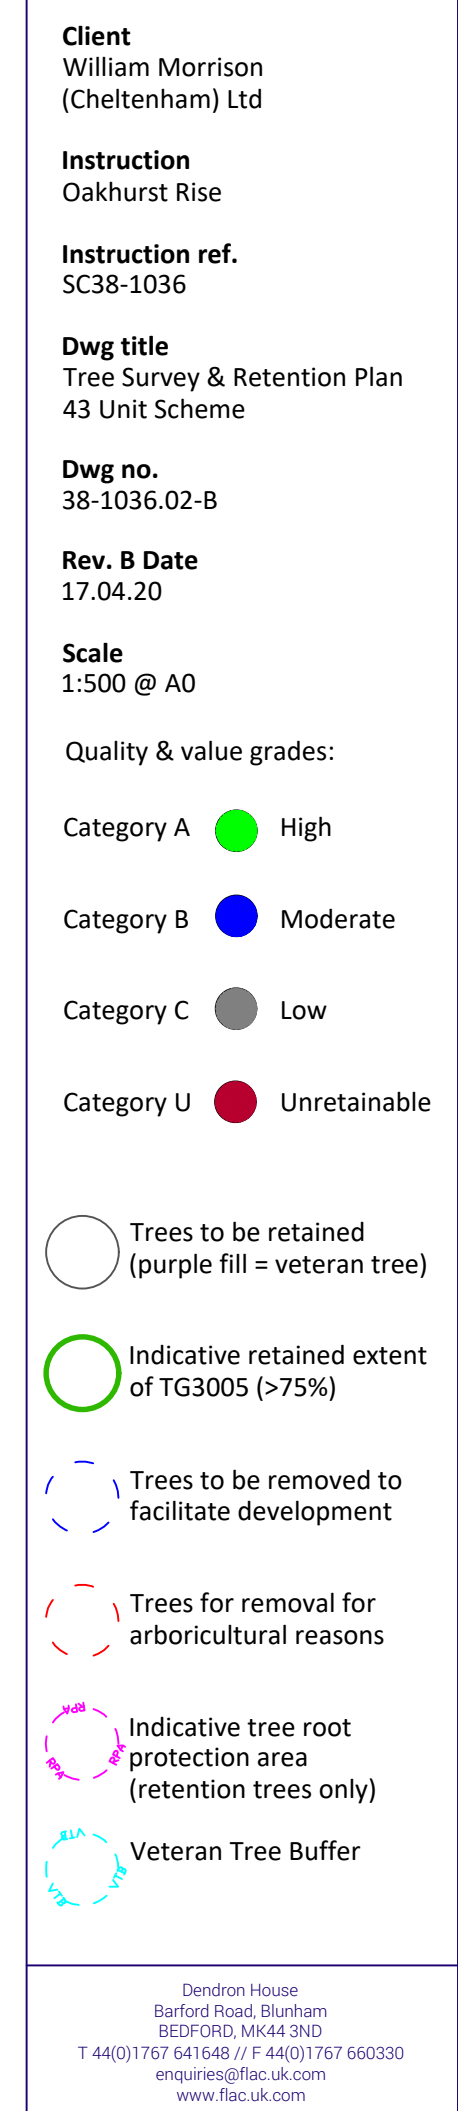 Client
William Morrison
(Cheltenham) Ltd
Instruction
Oakhurst Rise
Instruction ref.
SC38-1036
Dwg title
Tree Survey & Retention Plan
43 Unit Scheme
Dwg no.
38-1036.02-B
Rev. B Date
17.04.20
Scale
1:500 @ A0
Quality & value grades:
Category A High
Category B Moderate
Category C Low
Category U Unretainable
Trees to be retained
(purple fill = veteran tree)
Indicative retained extent
of TG3005 (>75%)
Trees to be removed to
facilitate development
Trees for removal for
arboricultural reasons
RPA
RPA
RPA
Indicative tree root
protection area
(retention trees only)
VTB
VTB
VTB
Veteran Tree Buffer
Dendron House
Barford Road, Blunham
BEDFORD, MK44 3ND
T 44(0)1767 641648 // F 44(0)1767 660330
enquiries@flac.uk.com
www.flac.uk.com